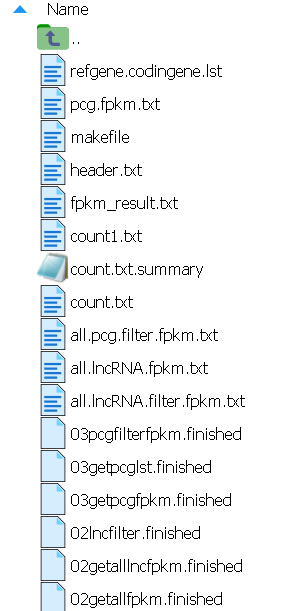 Name
..
refgene.codingene.lst
pcg.fpkm.txt
makefile
header.txt
fpkm_result.txt
count1.txt
count.txt.summary
count.txt
all.pcg.filter.fpkm.txt
all.lncRNA.fpkm.txt
all.lncRNA.filter.fpkm.txt
03pcgfilterfpkm.finished
03getpcglst.finished
03getpcgfpkm.finished
02lncfilter.finished
02getalllncfpkm.finished
02getallfpkm.finished